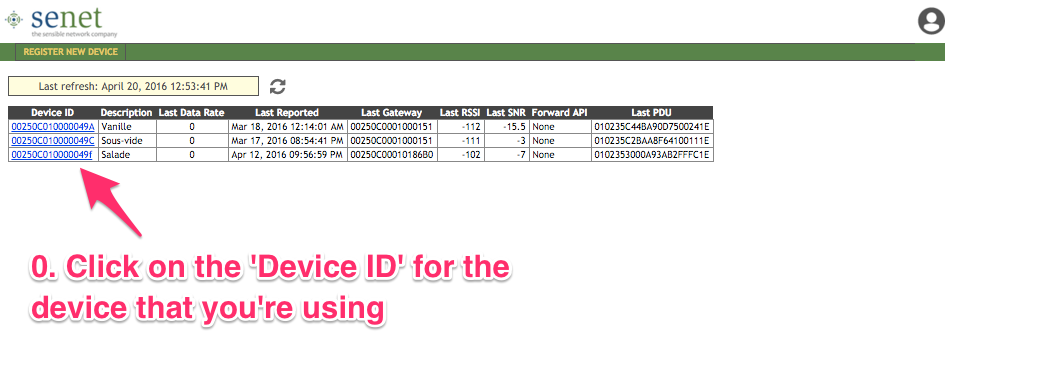 senet
the sensible network company
REGISTER NEW DEVICE
Last refresh: April 20, 2016 12:53:41 PM
Device ID Description Last Data Rate Last Reported Last Gateway Last RSSI Last SNR Forward API Last PDU
00250C010000049A Vanille 0 Mar 18, 2016 12:14:01 AM 00250C0001000151 -112 -15.5 None 010235C44BA90D7500241E
00250C010000049C Sous-vide 0 Mar 17, 2016 08:54:41 PM 00250C0001000151 -111 -3 None 010235C2BAA8F64100111E
00250C010000049f Salade 0 Apr 12, 2016 09:56:59 PM 00250C00010186B0 -102 -7 None 0102353000A93AB2FFFC1E
0. Click on the 'Device ID' for the
device that you're using